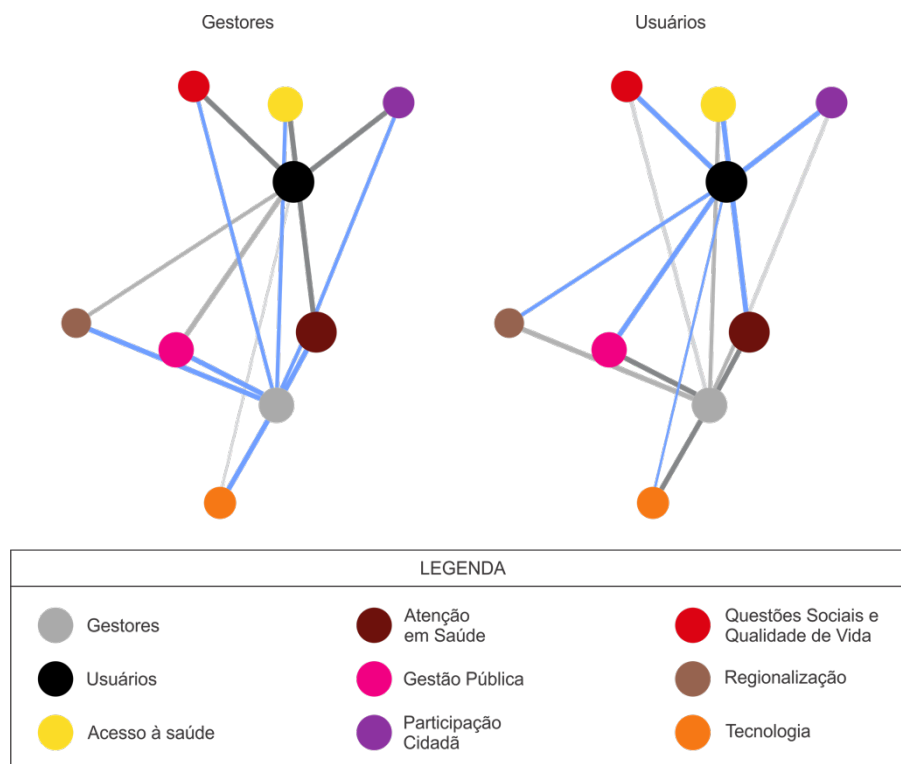 Gestores
Usuários
LEGENDA
Gestores
Atenção
em Saúde
Questões Sociais e
Qualidade de Vida
Usuários
Gestão Pública
Regionalização
Acesso à saúde
Participação
Cidadã
Tecnologia